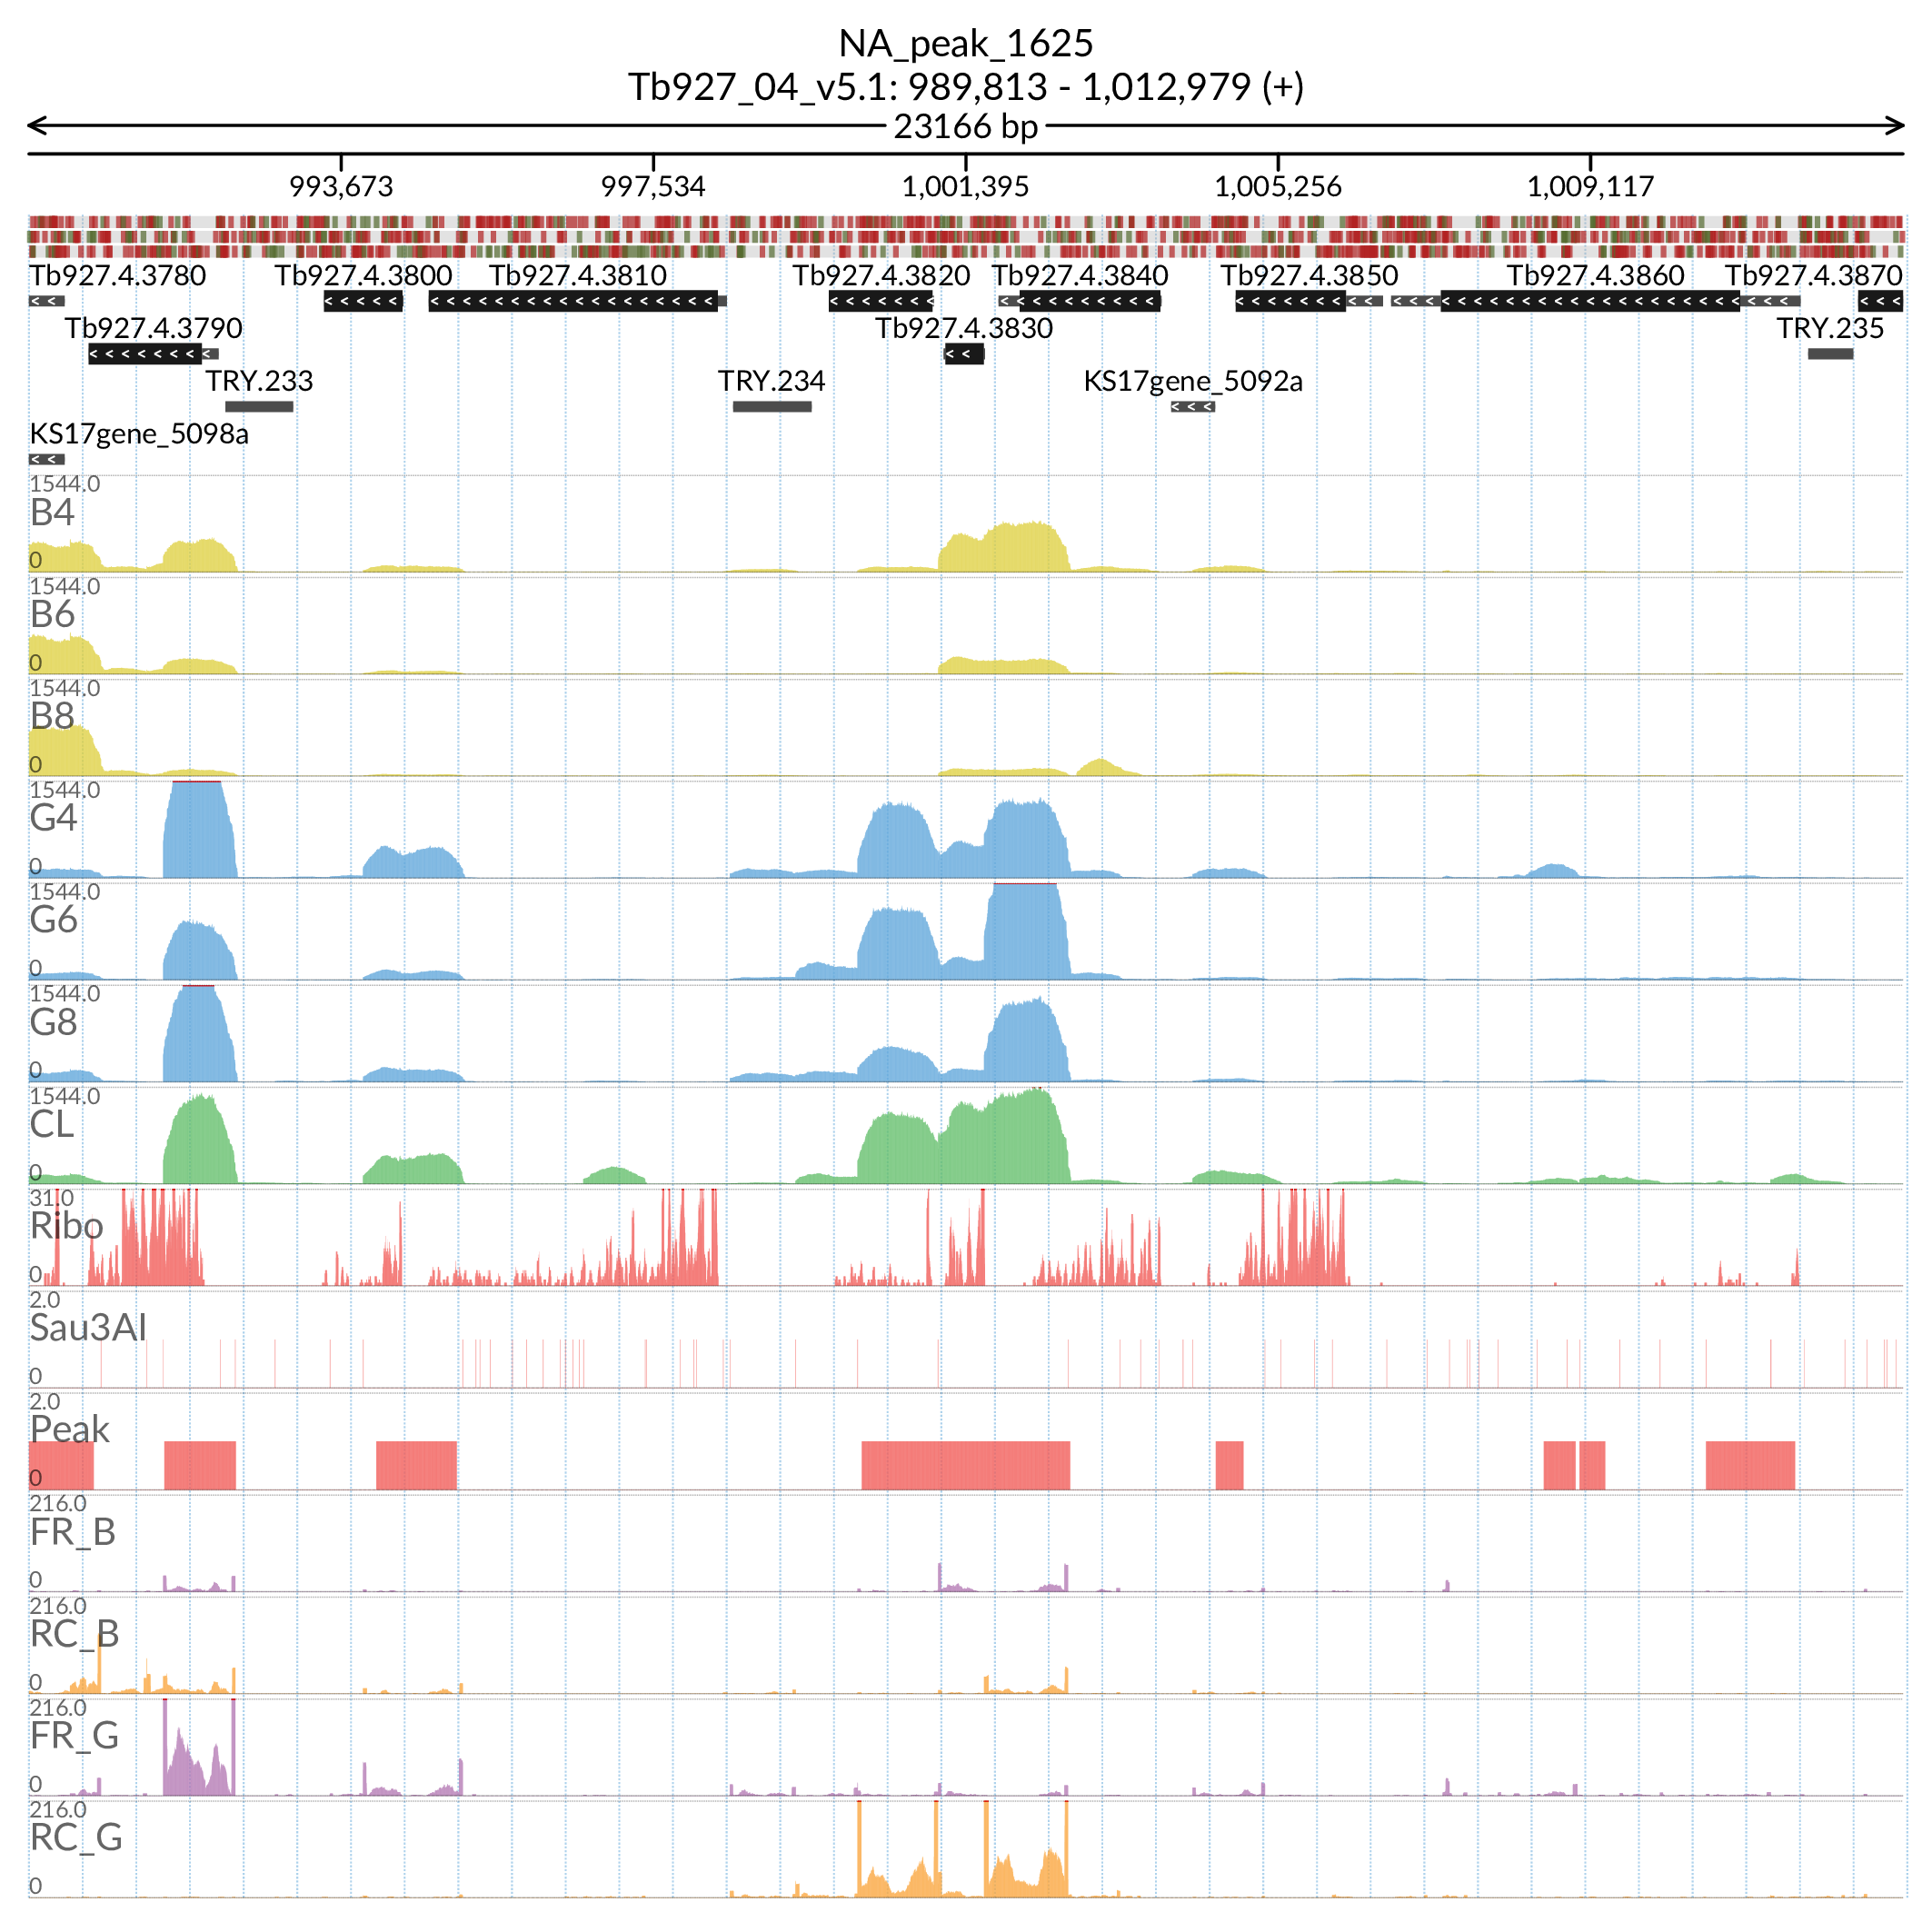 NA_peak_1625
Tb927_04_v5.1: 989,813 - 1,012,979 (+)
23166 bp
993,673 997,534 1,001,395 1,005,256 1,009,117
Tb927.4.3780 Tb927.4.3800 Tb927.4.3810 Tb927.4.3820 Tb927.4.3840 Tb927.4.3850 Tb927.4.3860 Tb927.4.3870
Tb927.4.3790 Tb927.4.3830 TRY.235
TRY.233 TRY.234 KS17gene_5092a
KS17gene_5098a
1544.0
B4
0
1544.0
B6
0
1544.0
B8
0
1544.0
G4
0
1544.0
G6
0
1544.0
G8
0
1544.0
CL
0
31.0
Ribo
0
2.0
Sau3AI
0
2.0
Peak
0
216.0
FR_B
0
216.0
RC_B
0
216.0
FR_G
0
216.0
RC_G
0